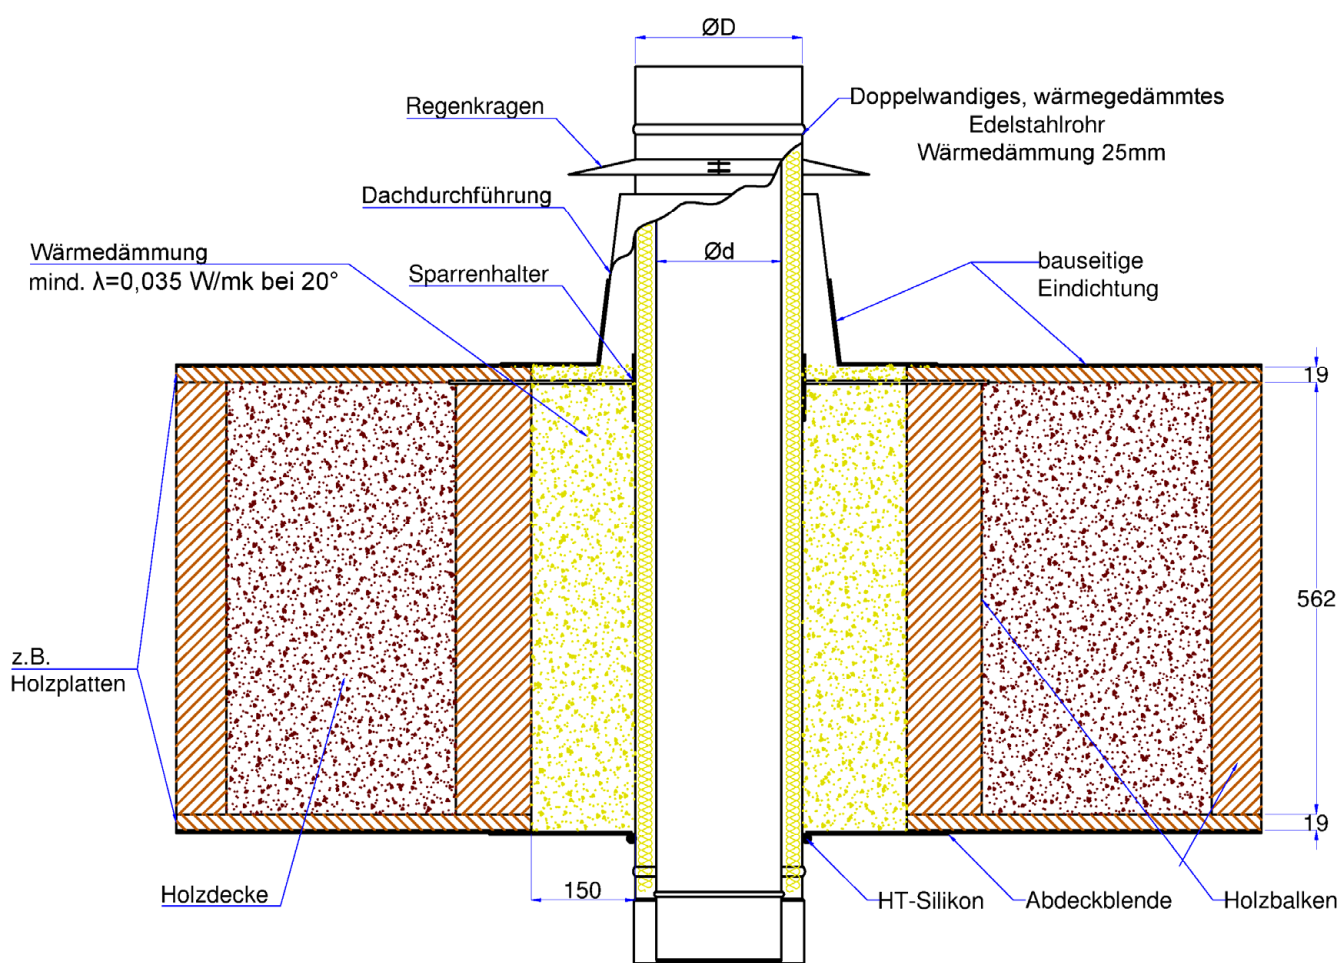 ØD
Regenkragen
Doppelwandiges, wärmegedämmtes
Edelstahlrohr
Wärmedämmung 25mm
Dachdurchführung
Wärmedämmung
mind. λ=0,035 W/mk bei 20°
Sparrenhalter
Ød
bauseitige
Eindichtung
19
562
z.B.
Holzplatten
19
Holzdecke
150
HT-Silikon
Abdeckblende
Holzbalken